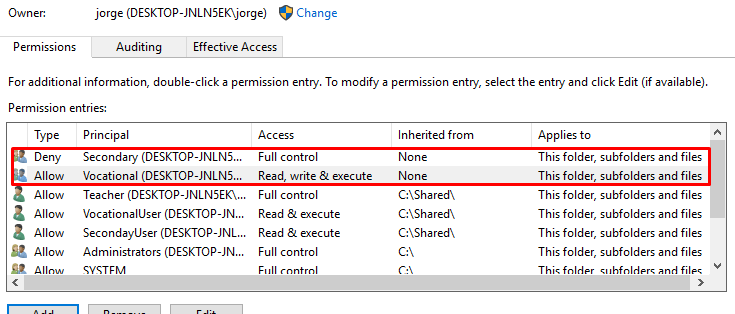 Owner: jorge (DESKTOP-JNLN5EK\jorge) Change
Permissions Auditing Effective Access
For additional information, double-click a permission entry. To modify a permission entry, select the entry and click Edit (if available).
Permission entries:
Type Principal Access Inherited from Applies to
Deny Secondary (DESKTOP-JNLN5... Full control None This folder, subfolders and files
Allow Vocational (DESKTOP-JNLN5... Read, write & execute None This folder, subfolders and files
Allow Teacher (DESKTOP-JNLN5EK\... Full control C:\Shared\ This folder, subfolders and files
Allow VocationalUser (DESKTOP-JN... Read & execute C:\Shared\ This folder, subfolders and files
Allow SecondayUser (DESKTOP-JNL... Read & execute C:\Shared\ This folder, subfolders and files
Allow Administrators (DESKTOP-JN... Full control C:\ This folder, subfolders and files
Allow SYSTEM Full control C:\ This folder, subfolders and files
Add Remove Edit